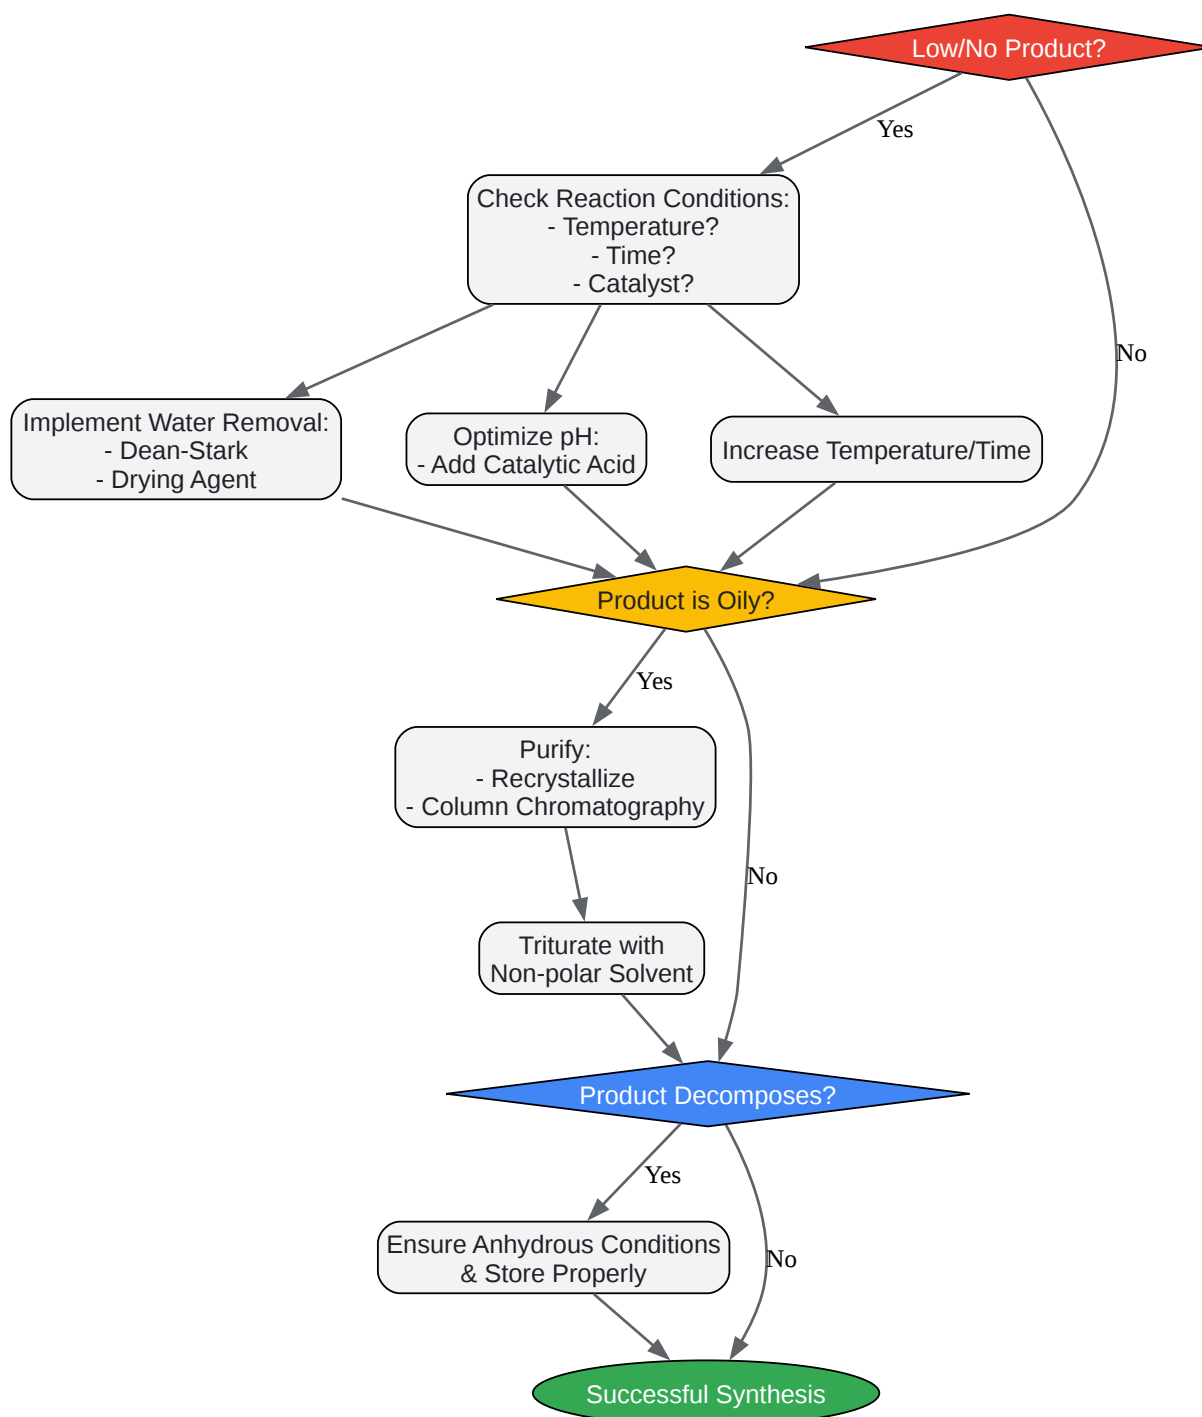 Low/No Product?
Yes
Check Reaction Conditions:
- Temperature?
- Time?
- Catalyst?
No
Implement Water Removal:
- Dean-Stark
- Drying Agent
Optimize pH:
- Add Catalytic Acid
Increase Temperature/Time
Product is Oily?
Yes
Purify:
- Recrystallize
- Column Chromatography
No
Triturate with
Non-polar Solvent
Product Decomposes?
Yes
Ensure Anhydrous Conditions
& Store Properly
No
Successful Synthesis